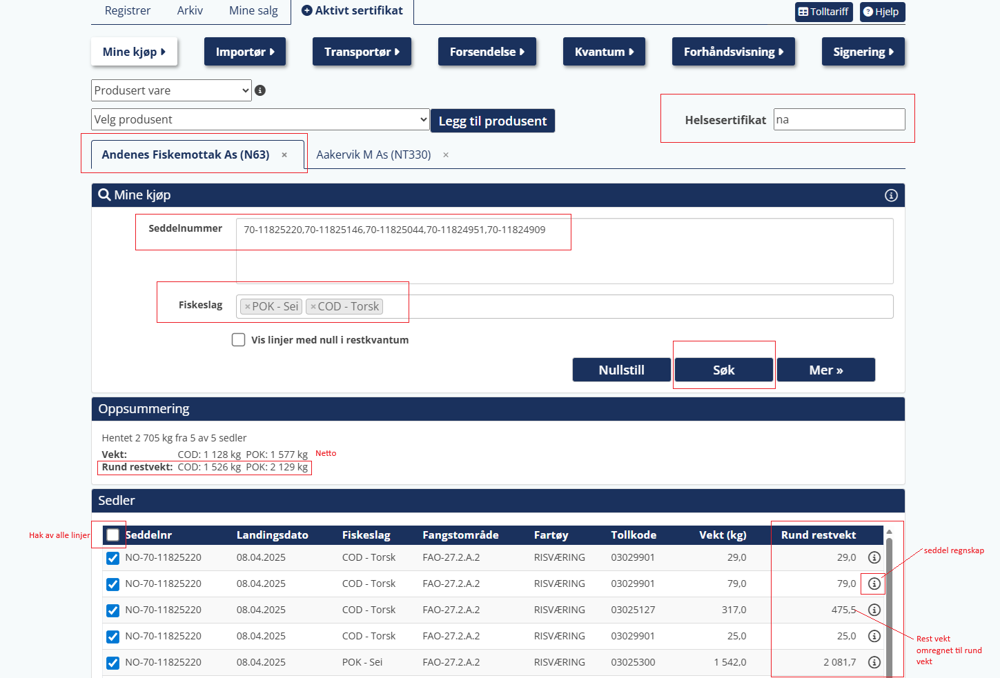 Registrer Arkiv Mine salg Aktivt sertifikat Tolltariff Hjelp
Mine kjøp Importør Transportør Forsendelse Kvantum Forhåndsvisning Signering
Produsert vare
Velg produsent Legg til produsent Helsesertifikat na
Andenes Fiskemottak As (N63) × Aakervik M As (NT330) ×
Mine kjøp
Seddelnummer 70-11825220,70-11825146,70-11825044,70-11824951,70-11824909
Fiskeslag ×POK - Sei ×COD - Torsk
Vis linjer med null i restkvantum
Nullstill Søk Mer »
Oppsummering
Hentet 2 705 kg fra 5 av 5 sedler
Vekt: COD: 1 128 kg POK: 1 577 kg Netto
Rund restvekt: COD: 1 526 kg POK: 2 129 kg
Sedler
Hak av alle linjer Seddelnr Landingsdato Fiskeslag Fangstområde Fartøy Tollkode Vekt (kg) Rund restvekt
seddel regnskap
NO-70-11825220 08.04.2025 COD - Torsk FAO-27.2.A.2 RISVÆRING 03029901 29,0 29,0
NO-70-11825220 08.04.2025 COD - Torsk FAO-27.2.A.2 RISVÆRING 03029901 79,0 79,0
NO-70-11825220 08.04.2025 COD - Torsk FAO-27.2.A.2 RISVÆRING 03025127 317,0 475,5
NO-70-11825220 08.04.2025 COD - Torsk FAO-27.2.A.2 RISVÆRING 03029901 25,0 25,0
Rest vekt
omregnet til rund
vekt
NO-70-11825220 08.04.2025 POK - Sei FAO-27.2.A.2 RISVÆRING 03025300 1 542,0 2 081,7